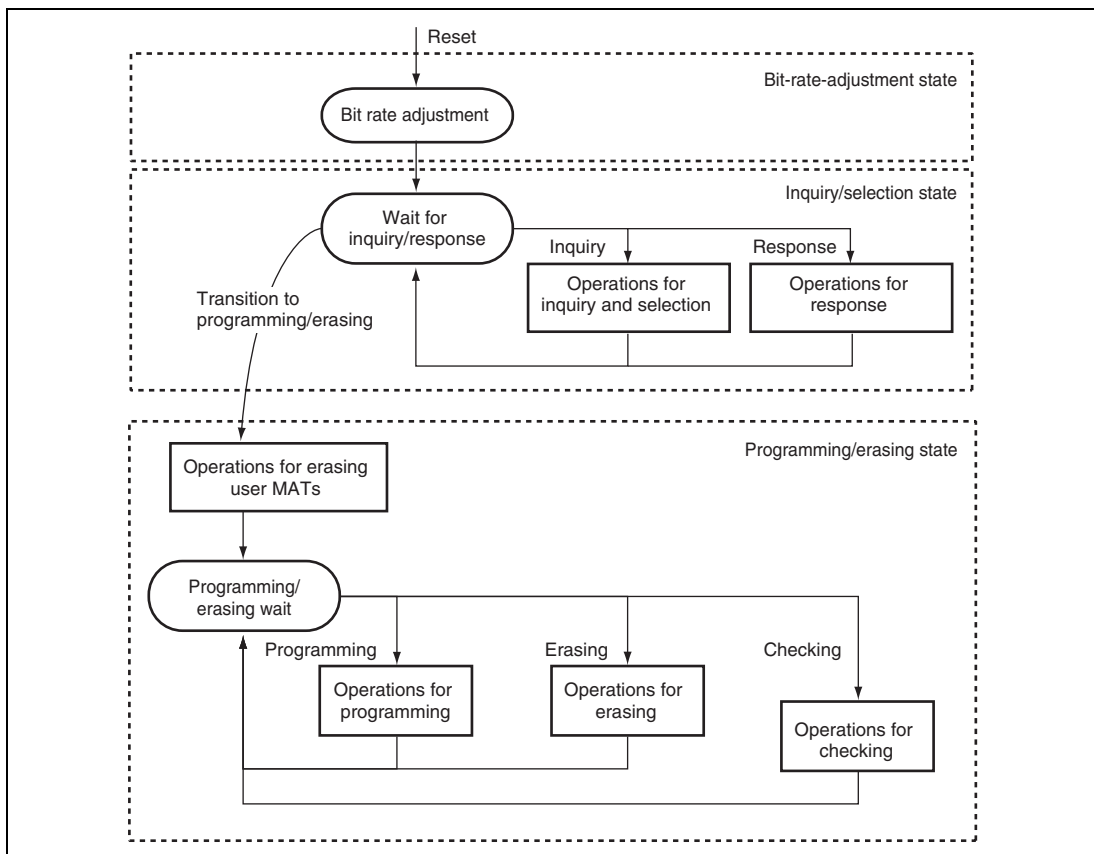 Reset
Bit-rate-adjustment state
Bit rate adjustment
Inquiry/selection state
Wait for
inquiry/response
Inquiry
Response
Operations for
inquiry and selection
Operations for
response
Transition to
programming/erasing
Programming/erasing state
Operations for erasing
user MATs
Programming/
erasing wait
Programming
Erasing
Checking
Operations for
programming
Operations for
erasing
Operations for
checking